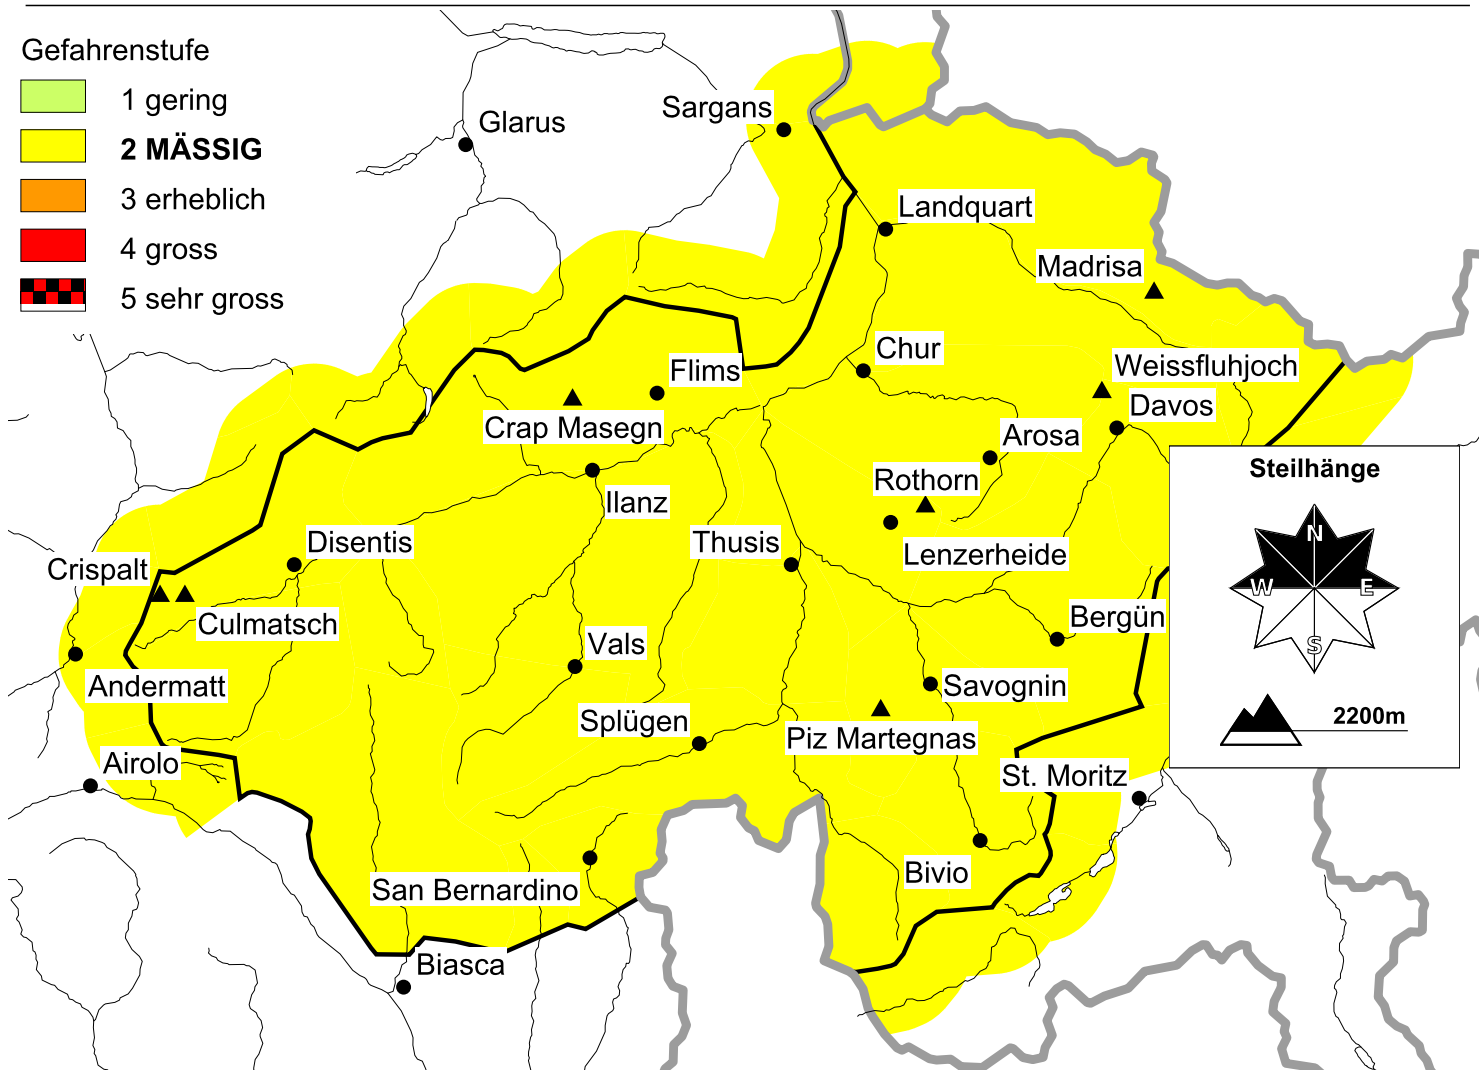 Gefahrenstufe
1 gering
2 MÄSSIG
3 erheblich
4 gross
5 sehr gross
Glarus
Sargans
Landquart
Madrisa
Chur
Weissfluhjoch
Flims
Davos
Crap Masegn
Arosa
Rothorn
Ilanz
Disentis
Thusis
Lenzerheide
Crispalt
Culmatsch
Bergün
Vals
Andermatt
Savognin
Splügen
Piz Martegnas
Airolo
St. Moritz
Bivio
San Bernardino
Biasca
Steilhänge
N
W E
S
2200m